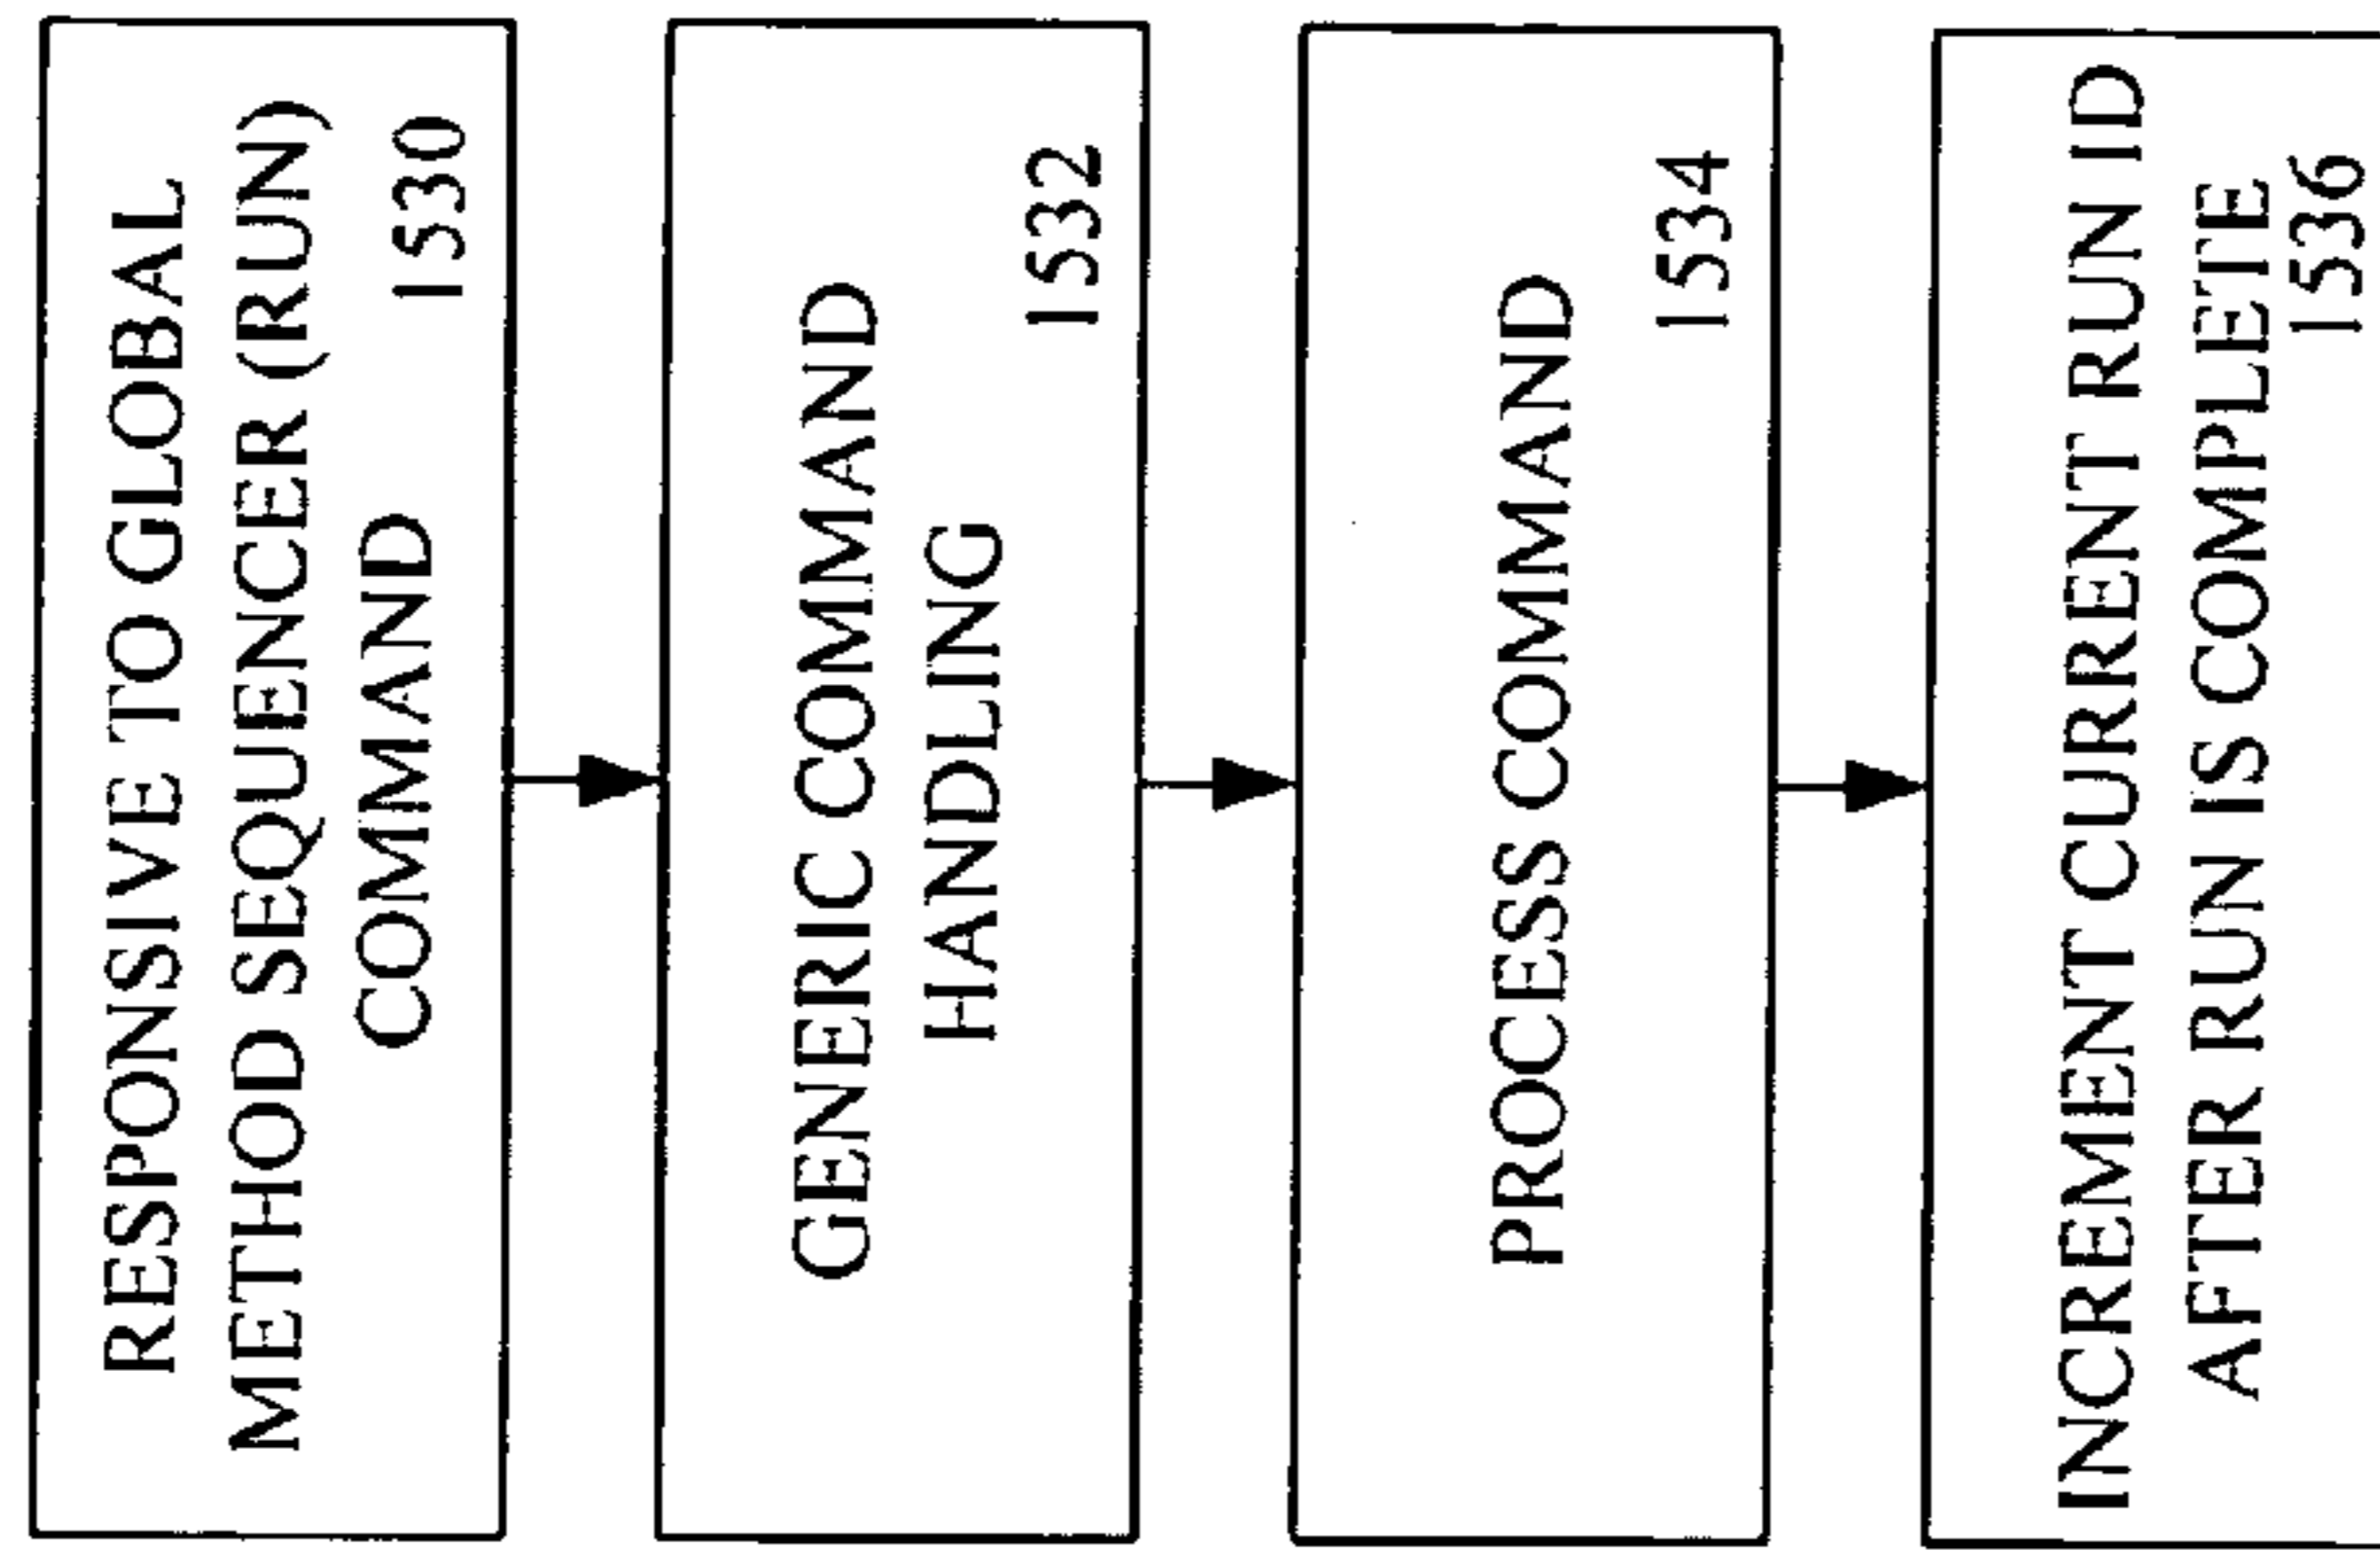 RESPONSIVE TO GLOBAL
METHOD SEQUENCER (RUN)
COMMAND
1530
GENERIC COMMAND
HANDLING
1532
PROCESS COMMAND
1534
INCREMENT CURRENT RUN ID
AFTER RUN IS COMPLETE
1536